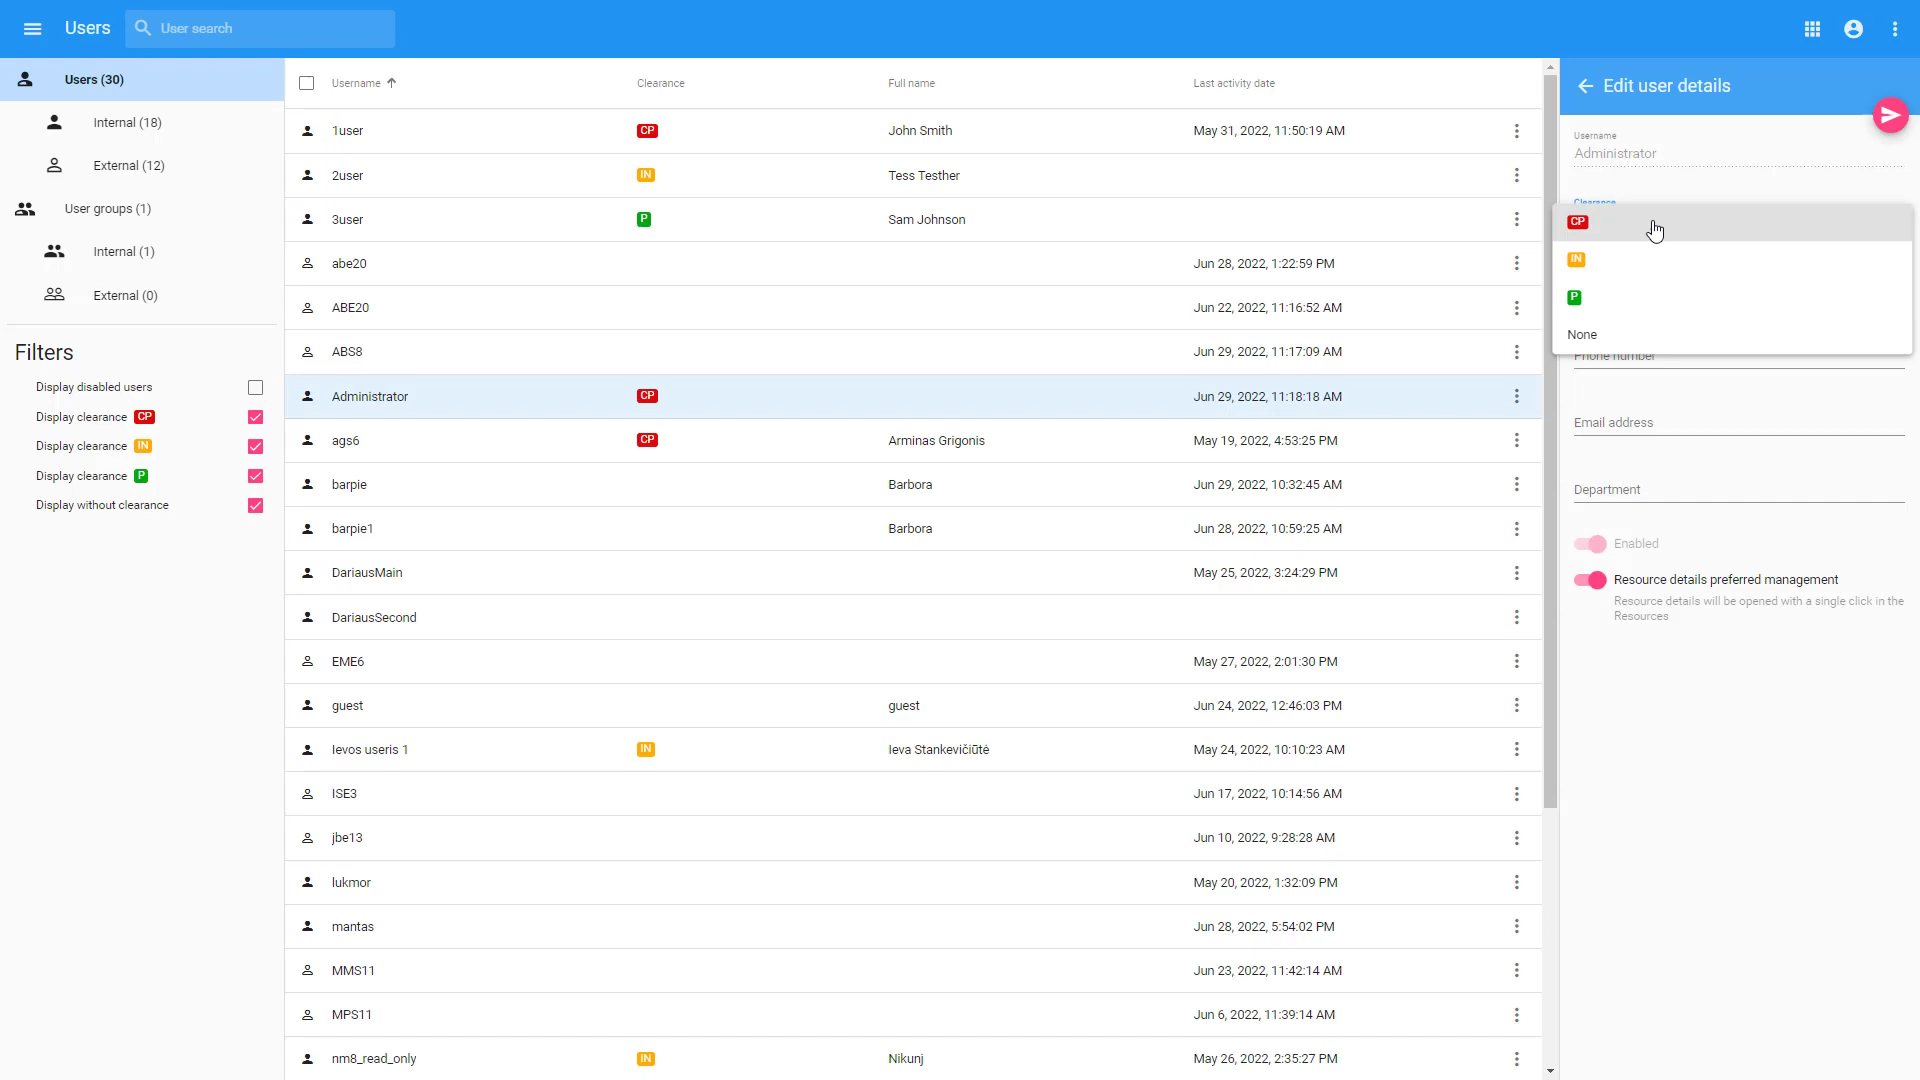 Users
User search
Users (30)
Internal (18)
External (12)
User groups (1)
Internal (1)
External (0)
Filters
Display disabled users
Display clearance CP
Display clearance IN
Display clearance P
Display without clearance
Username Clearance Full name Last activity date
1user CP John Smith May 31, 2022, 11:50:19 AM
2user IN Tess Testher
3user P Sam Johnson
abe20 Jun 28, 2022, 1:22:59 PM
ABE20 Jun 22, 2022, 11:16:52 AM
ABS8 Jun 29, 2022, 11:17:09 AM
Administrator CP Jun 29, 2022, 11:18:18 AM
ags6 CP Arminas Grigonis May 19, 2022, 4:53:25 PM
barpie Barbora Jun 29, 2022, 10:32:45 AM
barpie1 Barbora Jun 28, 2022, 10:59:25 AM
DariausMain May 25, 2022, 3:24:29 PM
DariausSecond
EME6 May 27, 2022, 2:01:30 PM
guest guest Jun 24, 2022, 12:46:03 PM
Ievos useris 1 IN Ieva Stankevičiūtė May 24, 2022, 10:10:23 AM
ISE3 Jun 17, 2022, 10:14:56 AM
jbe13 Jun 10, 2022, 9:28:28 AM
lukmor May 20, 2022, 1:32:09 PM
mantas Jun 28, 2022, 5:54:02 PM
MMS11 Jun 23, 2022, 11:42:14 AM
MPS11 Jun 6, 2022, 11:39:14 AM
nm8_read_only IN Nikunj May 26, 2022, 2:35:27 PM
Edit user details
Username
Administrator
Clearance
CP
IN
P
None
Phone number
Email address
Department
Enabled
Resource details preferred management
Resource details will be opened with a single click in the
Resources